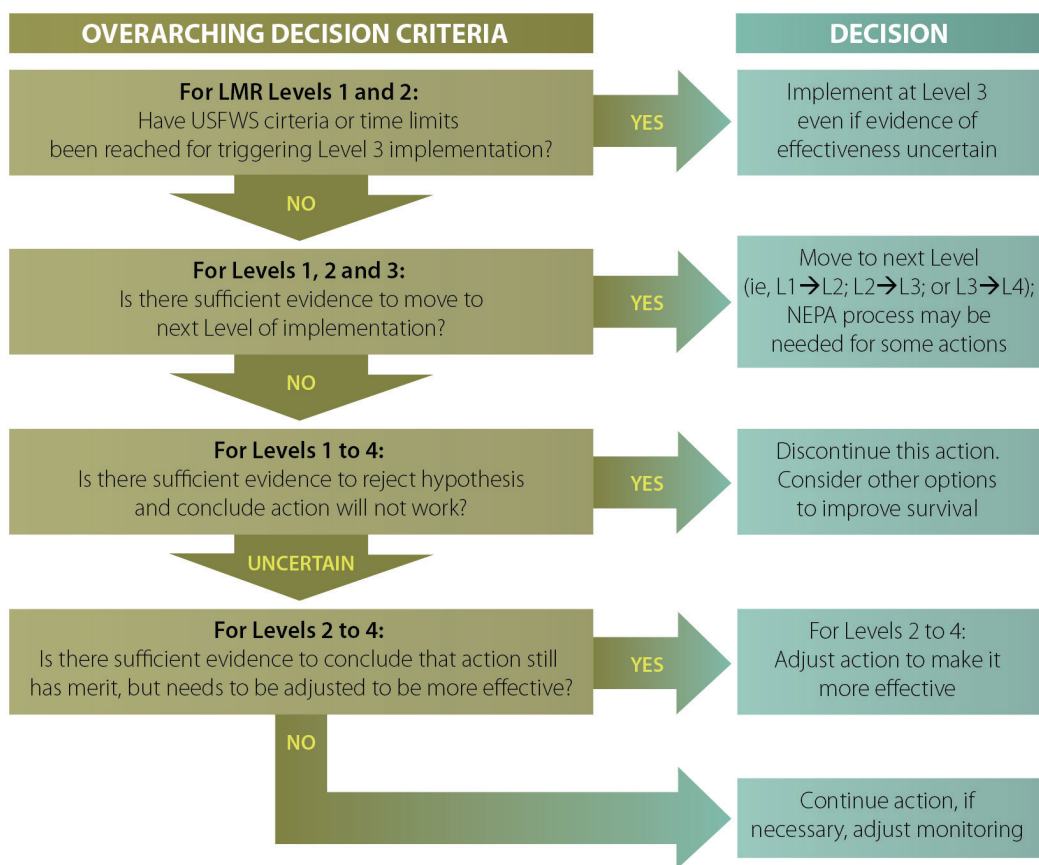 OVERARCHING DECISION CRITERIA
DECISION
For LMR Levels 1 and 2:
Have USFWS cirteria or time limits
been reached for triggering Level 3 implementation?
YES
Implement at Level 3
even if evidence of
effectiveness uncertain
NO
For Levels 1, 2 and 3:
Is there sufficient evidence to move to
next Level of implementation?
YES
Move to next Level
(ie, L1→L2; L2→L3; or L3→L4);
NEPA process may be
needed for some actions
NO
For Levels 1 to 4:
Is there sufficient evidence to reject hypothesis
and conclude action will not work?
YES
Discontinue this action.
Consider other options
to improve survival
UNCERTAIN
For Levels 2 to 4:
Is there sufficient evidence to conclude that action still
has merit, but needs to be adjusted to be more effective?
YES
For Levels 2 to 4:
Adjust action to make it
more effective
NO
Continue action, if
necessary, adjust monitoring